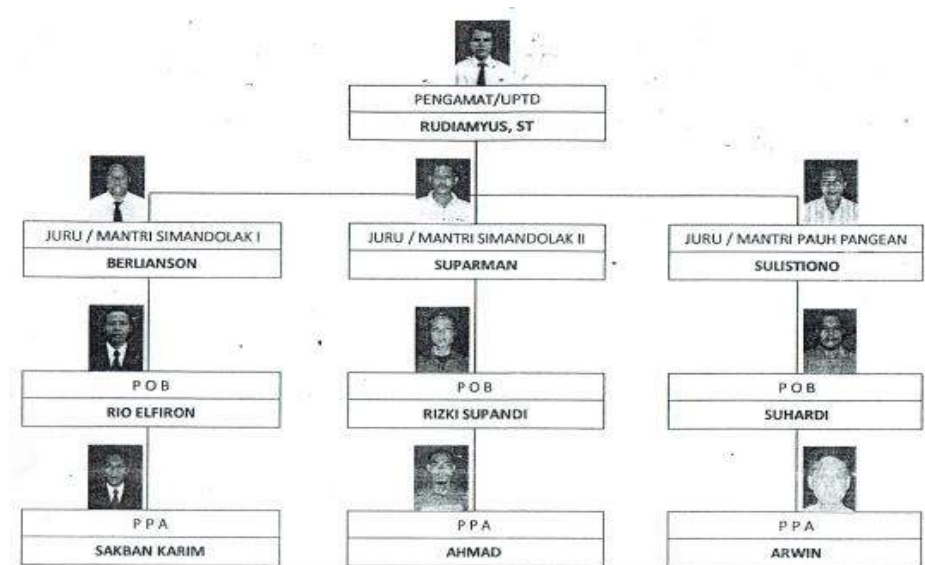 PENGAMAT/UPTD
RUDIAMYUS, ST
JURU / MANTRI SIMANDOLAK I
BERLIANSON
JURU / MANTRI SIMANDOLAK II
SUPARMAN
JURU / MANTRI PAUH PANGEAN
SULISTIONO
P O B
RIO ELFIRON
P O B
RIZKI SUPANDI
P O B
SUHARDI
P P A
SAKBAN KARIM
P P A
AHMAD
P P A
ARWIN